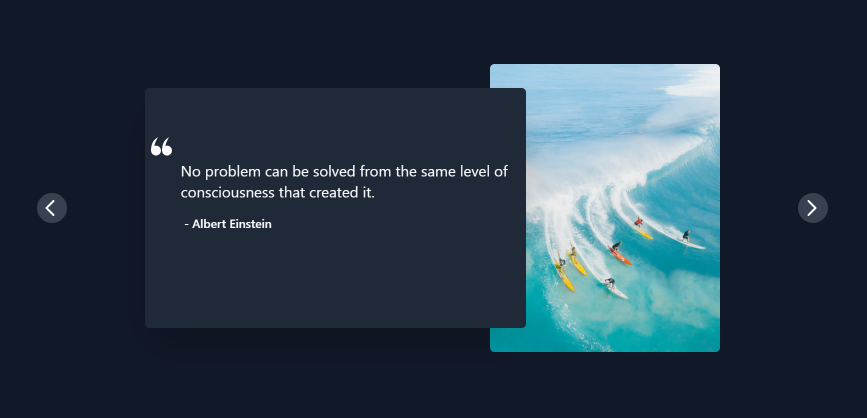 “
No problem can be solved from the same level of
consciousness that created it.
- Albert Einstein